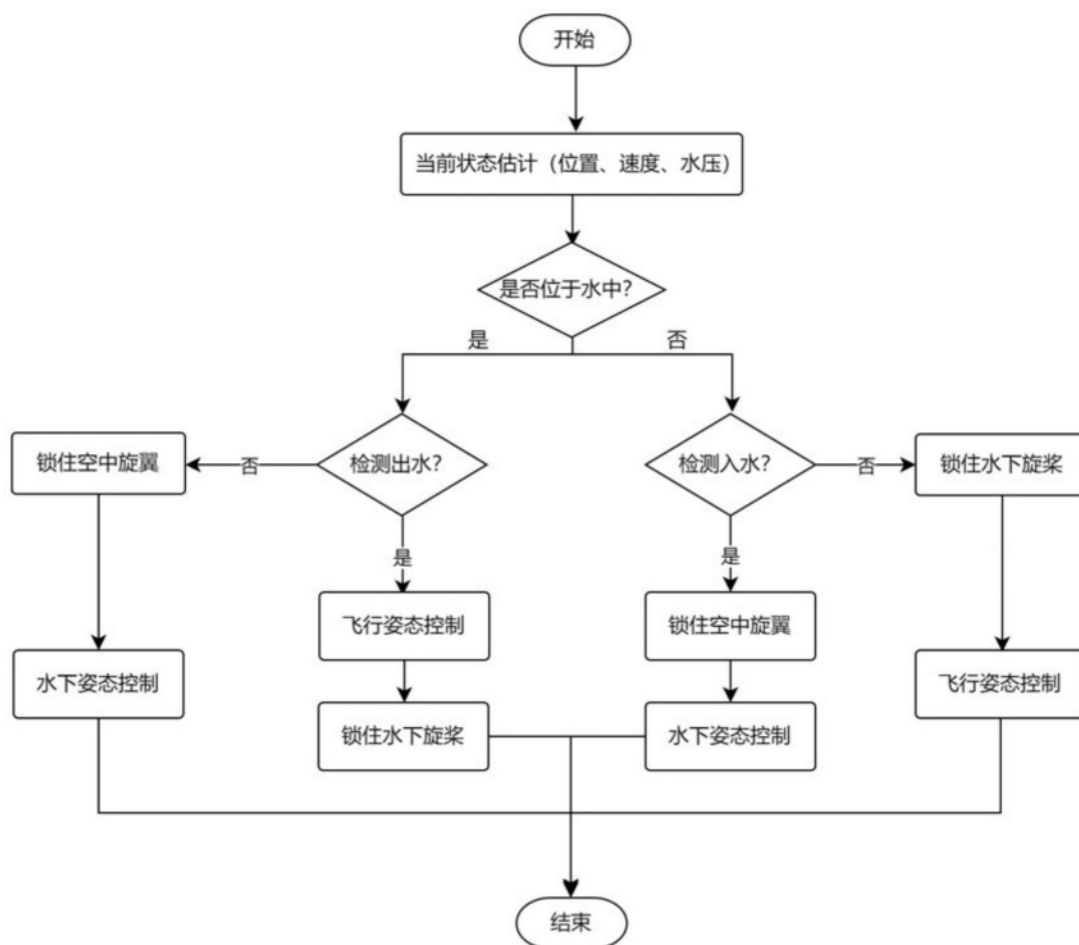 开始
当前状态估计（位置、速度、水压）
是否位于水中？
是
否
检测出水？
检测入水？
锁住空中旋翼
否
否
锁住水下旋桨
是
是
飞行姿态控制
锁住空中旋翼
水下姿态控制
飞行姿态控制
锁住水下旋桨
水下姿态控制
结束